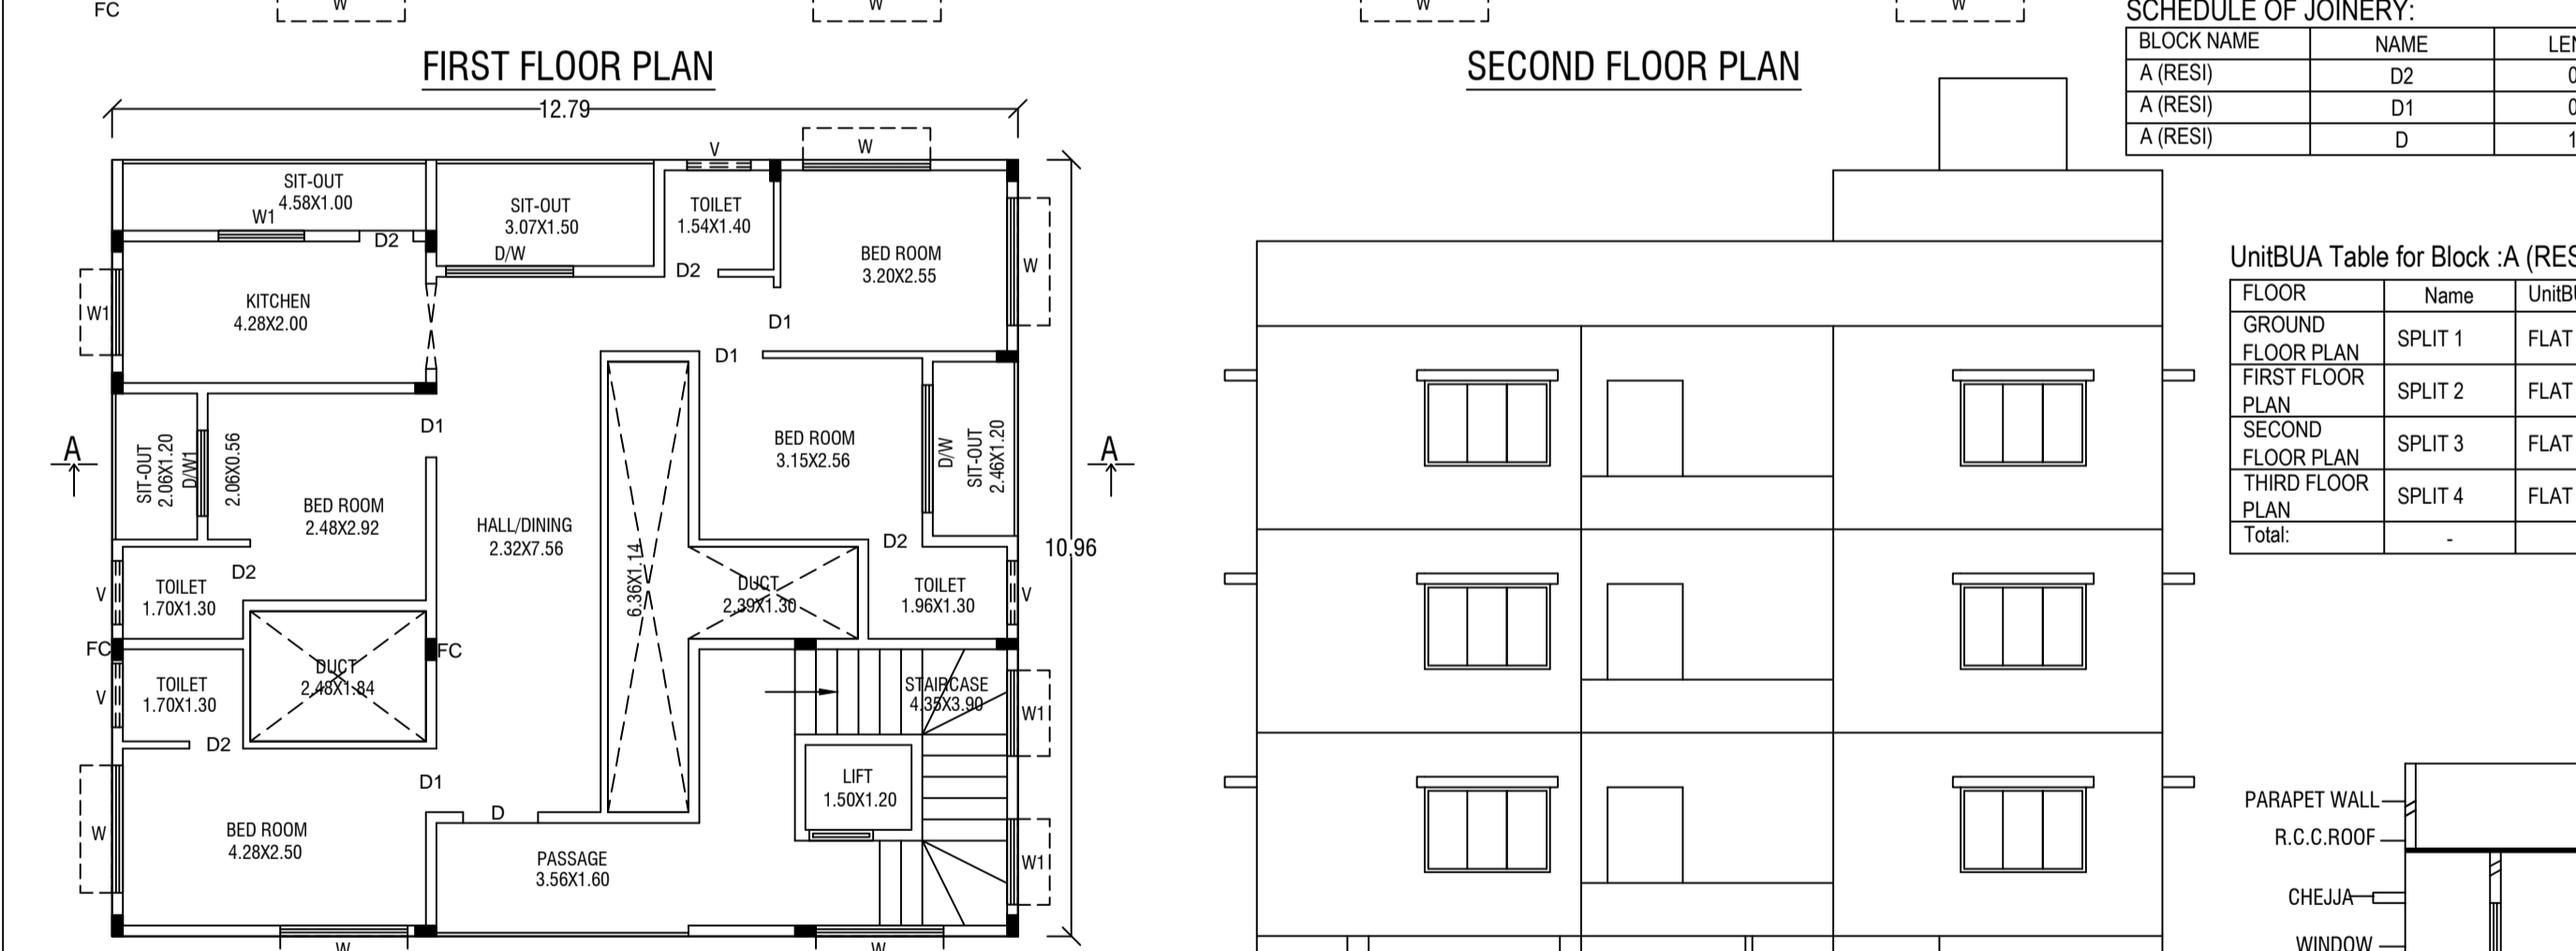 FC
W
W
W
W
FIRST FLOOR PLAN
SECOND FLOOR PLAN
12.79
V
W
SIT-OUT
4.58X1.00
W1
D2
SIT-OUT
3.07X1.50
D/W
TOILET
1.54X1.40
D2
BED ROOM
3.20X2.55
W
W1
KITCHEN
4.28X2.00
D1
D1
D1
A
SIT-OUT
2.06X1.20
D/W1
2.06X0.56
BED ROOM
2.48X2.92
HALL/DINING
2.32X7.56
6.36X1.14
BED ROOM
3.15X2.56
D/W
SIT-OUT
2.46X1.20
A
10.96
D2
D2
V
TOILET
1.70X1.30
DUCT
2.39X1.30
TOILET
1.96X1.30
V
FC
FC
V
TOILET
1.70X1.30
DUCT
2.48X1.84
STAIRCASE
4.35X3.90
W1
D2
D1
LIFT
1.50X1.20
D
W
BED ROOM
4.28X2.50
PASSAGE
3.56X1.60
W1
W
W
SCHEDULE OF JOINERY:
BLOCK NAME NAME
A (RESI) D2 0
A (RESI) D1 0
A (RESI) D 1
UnitBUA Table for Block :A
FLOOR Name
GROUND
FLOOR PLAN SPLIT 1 FLAT
FIRST FLOOR
PLAN SPLIT 2 FLAT
SECOND
FLOOR PLAN SPLIT 3 FLAT
THIRD FLOOR
PLAN SPLIT 4 FLAT
Total: -
PARAPET WALL
R.C.C.ROOF
CHEJJA
WINDOW